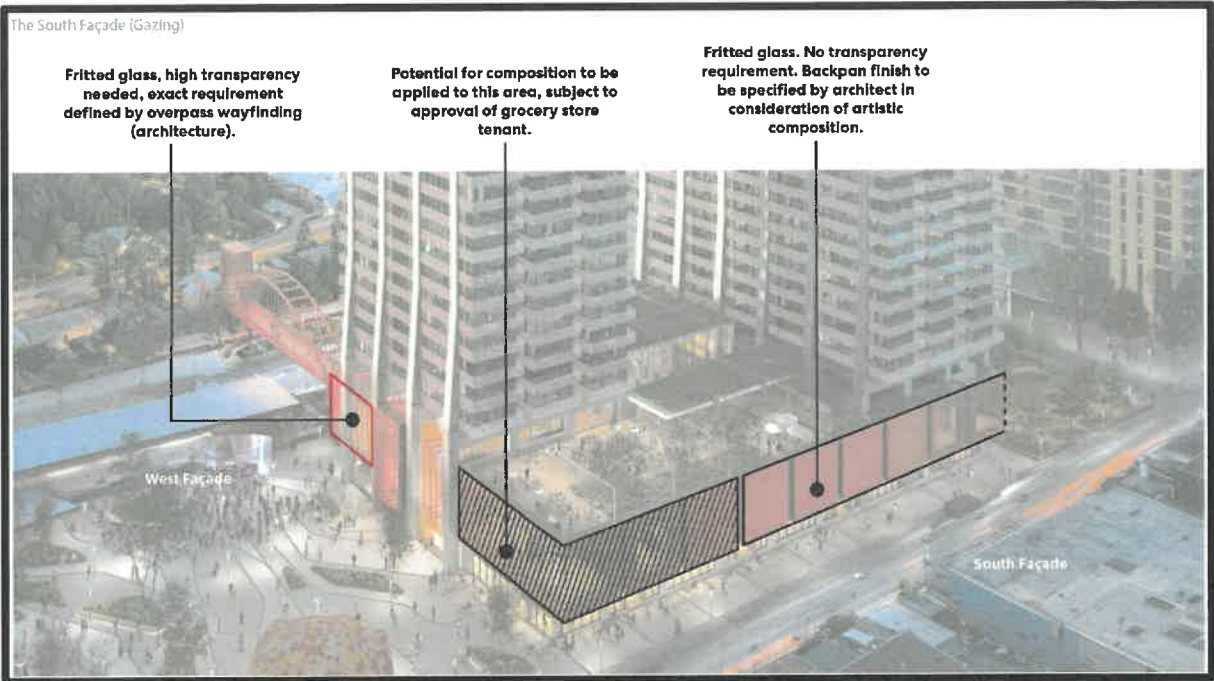 The South Façade (Gazing)
Fritted glass, high transparency
needed, exact requirement
defined by overpass wayfinding
(architecture).
Potential for composition to be
applied to this area, subject to
approval of grocery store
tenant.
Fritted glass. No transparency
requirement. Backpan finish to
be specified by architect in
consideration of artistic
composition.
West Façade
South Façade